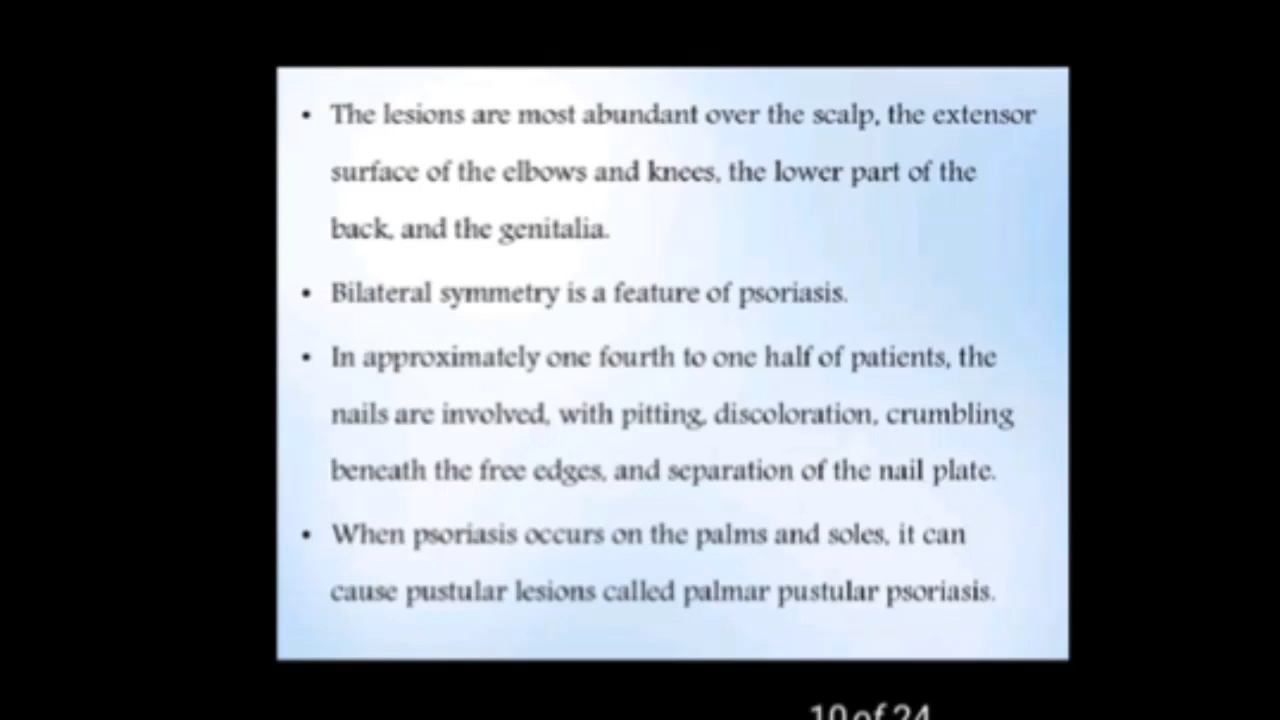 • The lesions are most abundant over the scalp, the extensor
surface of the elbows and knees, the lower part of the
back, and the genitalia.
• Bilateral symmetry is a feature of psoriasis.
• In approximately one fourth to one half of patients, the
nails are involved, with pitting, discoloration, crumbling
beneath the free edges, and separation of the nail plate.
• When psoriasis occurs on the palms and soles, it can
cause pustular lesions called palmar pustular psoriasis.
10 of 24